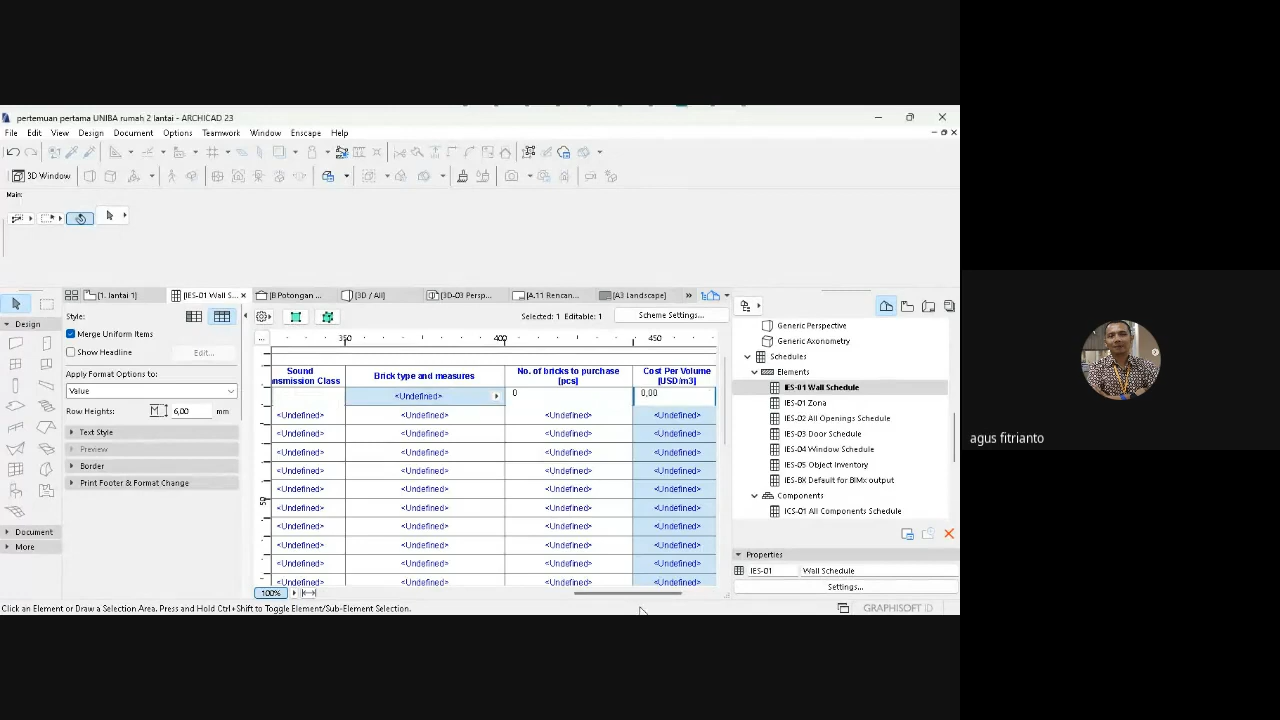 pertemuan pertama UNIBA rumah 2 lantai - ARCHICAD 23
File Edit View Design Document Options Teamwork Window Enscape Help
3D Window
Main:
[1. lantai 1]
[IES-01 Wall S...
[B Potongan ...
[3D / All]
[3D-03 Persp...
[A.11 Rencan...
[A3 Landscape]
Design
Document
More
Style:
Merge Uniform Items
Show Headline
Edit...
Apply Format Options to:
Value
Row Heights: 6,00 mm
Text Style
Preview
Border
Print Footer & Format Change
Selected: 1 Editable: 1
Scheme Settings...
350 400 450
50
Sound nsmission Class
Brick type and measures
No. of bricks to purchase [pcs]
Cost Per Volume [USD/m3]
<Undefined> 0 0,00
<Undefined> <Undefined> <Undefined> <Undefined>
<Undefined> <Undefined> <Undefined> <Undefined>
<Undefined> <Undefined> <Undefined> <Undefined>
<Undefined> <Undefined> <Undefined> <Undefined>
<Undefined> <Undefined> <Undefined> <Undefined>
<Undefined> <Undefined> <Undefined> <Undefined>
<Undefined> <Undefined> <Undefined> <Undefined>
<Undefined> <Undefined> <Undefined> <Undefined>
<Undefined> <Undefined> <Undefined> <Undefined>
<Undefined> <Undefined> <Undefined> <Undefined>
100%
Generic Perspective
Generic Axonometry
Schedules
Elements
IES-01 Wall Schedule
IES-01 Zona
IES-02 All Openings Schedule
IES-03 Door Schedule
IES-04 Window Schedule
IES-05 Object Inventory
IES-BX Default for BIMx output
Components
ICS-01 All Components Schedule
Properties
IES-01 Wall Schedule
Settings...
Click an Element or Draw a Selection Area. Press and Hold Ctrl+Shift to Toggle Element/Sub-Element Selection.
GRAPHISOFT ID
agus fitrianto